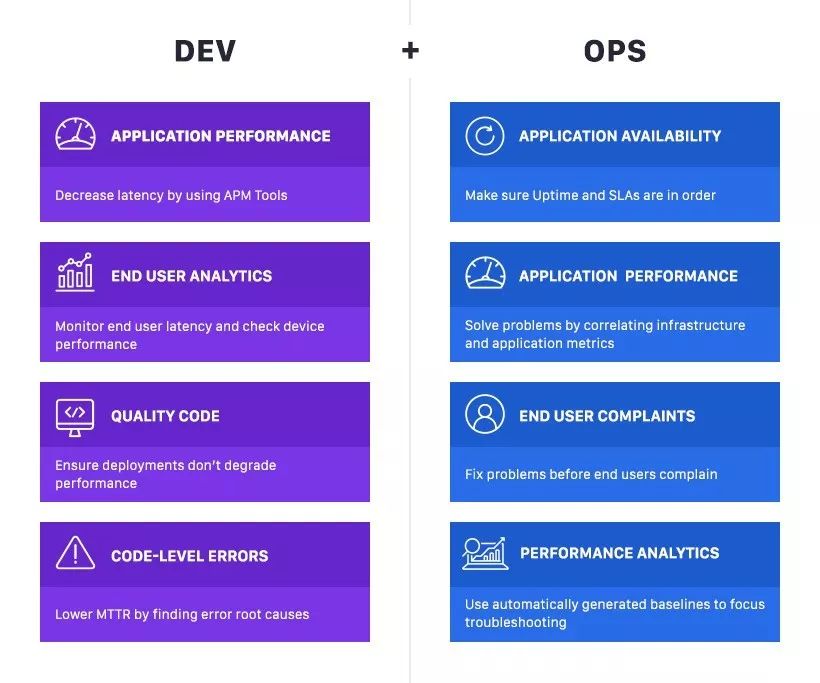 DEV + OPS
APPLICATION PERFORMANCE
Decrease latency by using APM Tools
END USER ANALYTICS
Monitor end user latency and check device
performance
QUALITY CODE
Ensure deployments don’t degrade
performance
CODE-LEVEL ERRORS
Lower MTTR by finding error root causes
APPLICATION AVAILABILITY
Make sure Uptime and SLAs are in order
APPLICATION PERFORMANCE
Solve problems by correlating infrastructure
and application metrics
END USER COMPLAINTS
Fix problems before end users complain
PERFORMANCE ANALYTICS
Use automatically generated baselines to focus
troubleshooting